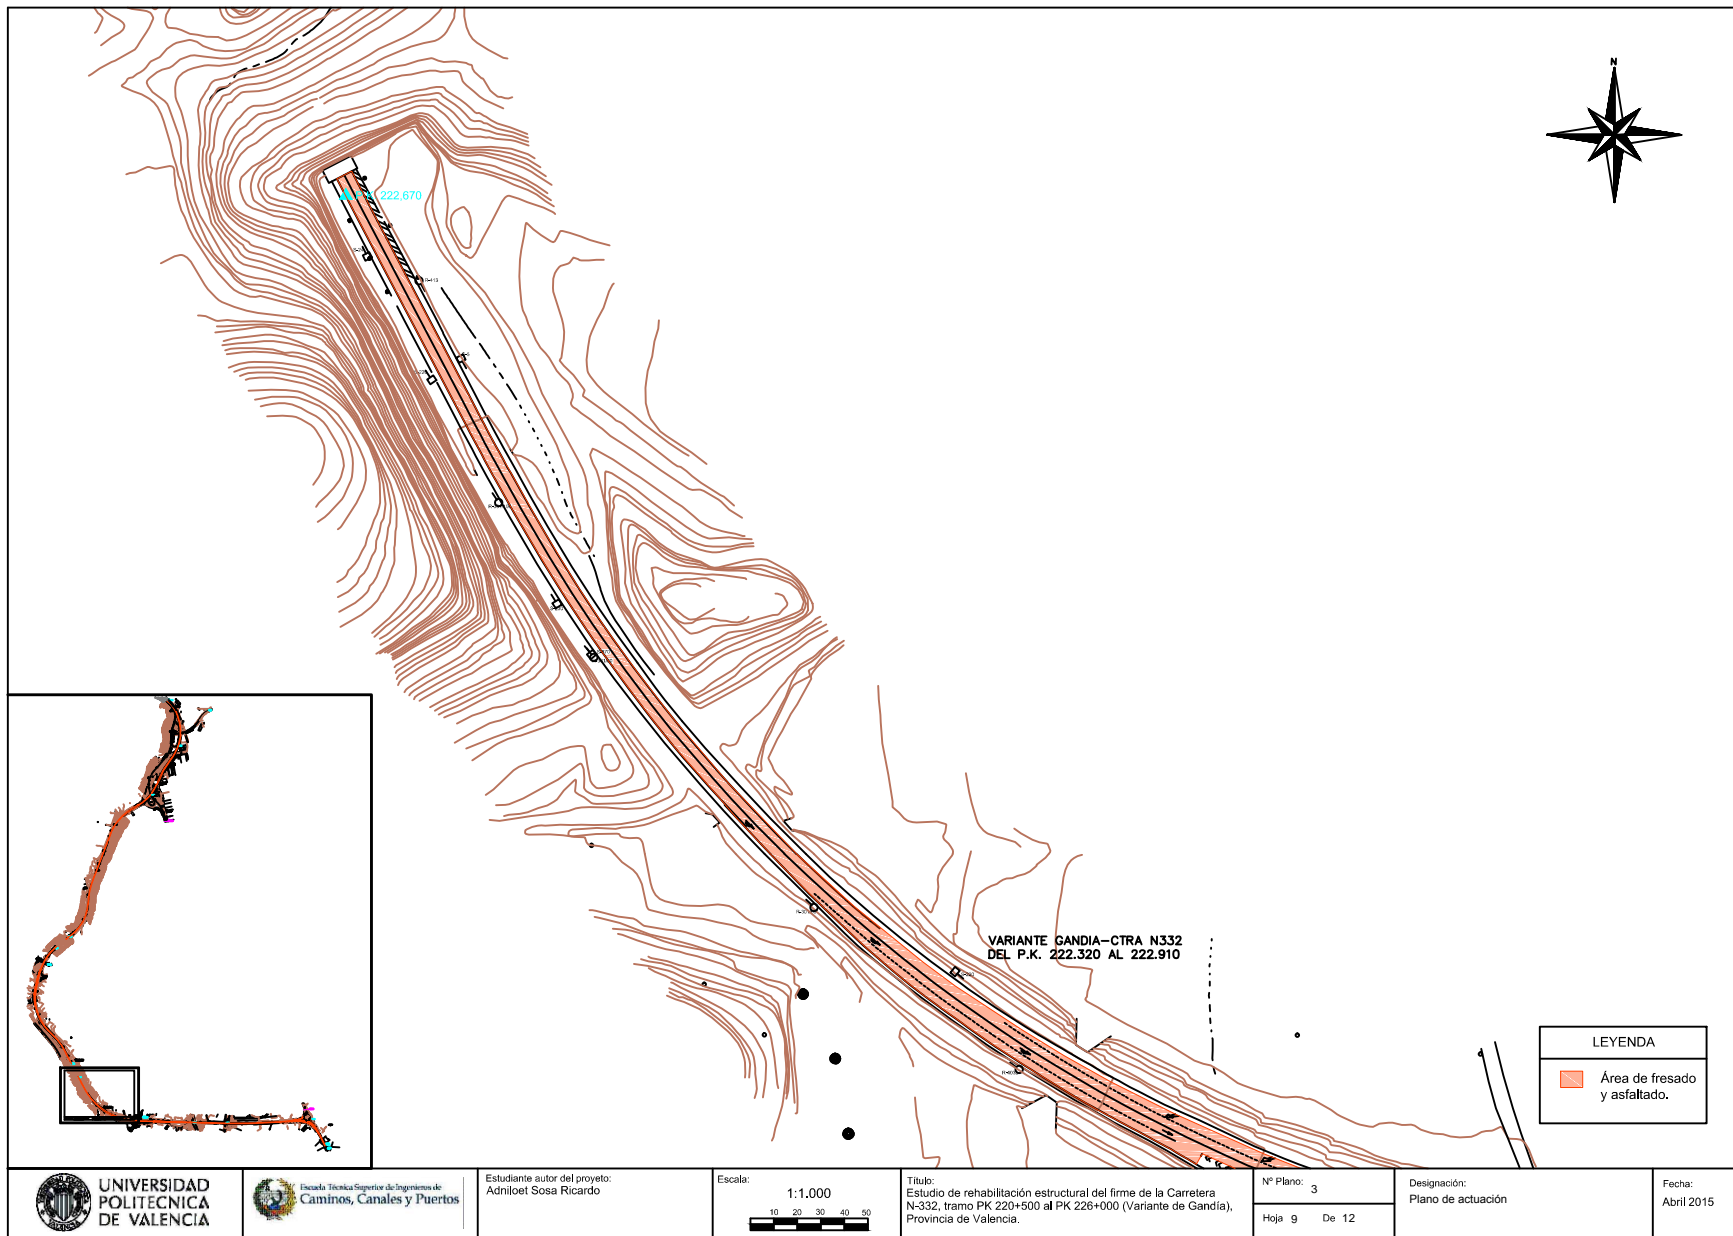 N
222,670
R-413
VARIANTE GANDIA-CTRA N332
DEL P.K. 222.320 AL 222.910
LEYENDA
Área de fresado
y asfaltado.
UNIVERSIDAD
POLITECNICA
DE VALENCIA
Escuela Técnica Superior de Ingenieros de
Caminos, Canales y Puertos
Estudiante autor del proyeto:
Adniloet Sosa Ricardo
Escala:
1:1.000
10 20 30 40 50
Título:
Estudio de rehabilitación estructural del firme de la Carretera
N-332, tramo PK 220+500 al PK 226+000 (Variante de Gandía),
Provincia de Valencia.
Nº Plano: 3
Hoja 9 De 12
Designación:
Plano de actuación
Fecha:
Abril 2015